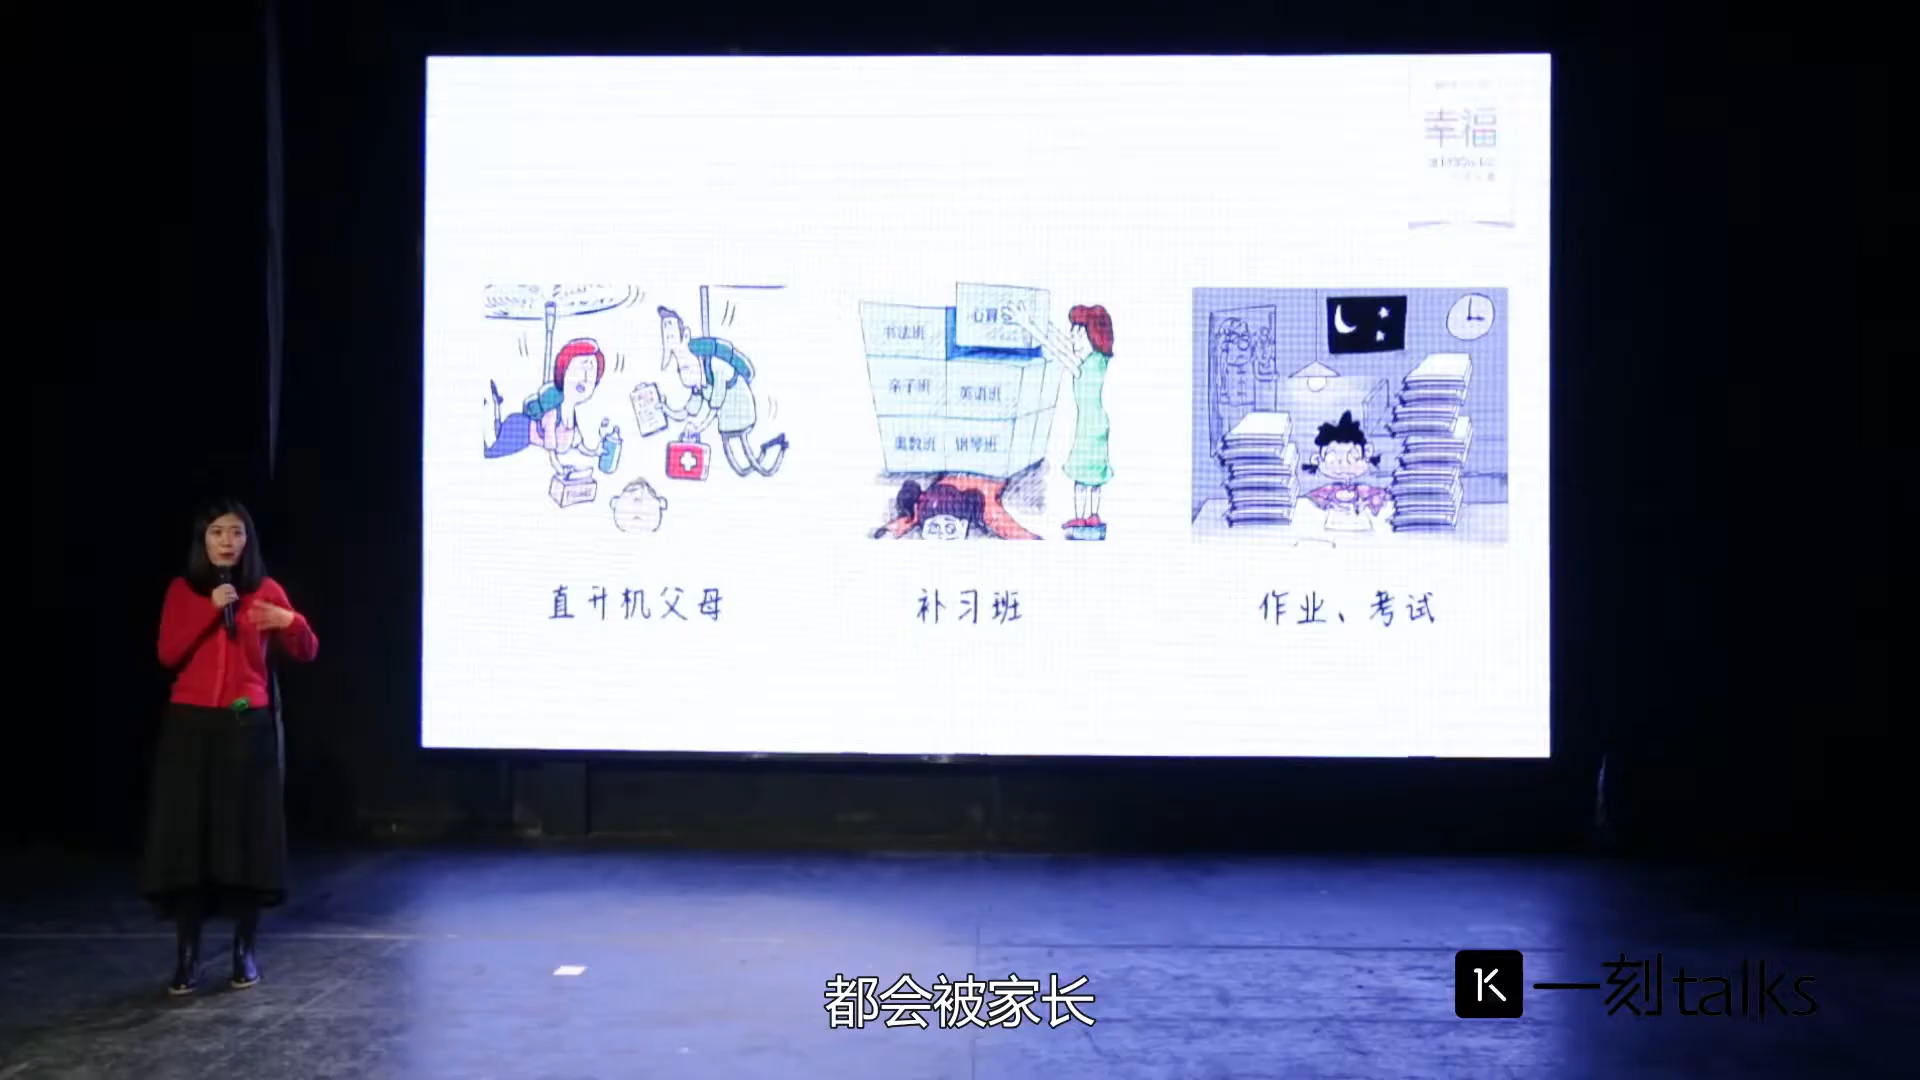 幸福
书法班
心算
亲子班
英语班
奥数班
钢琴班
直升机父母
补习班
作业、考试
都会被家长
K 一刻talks